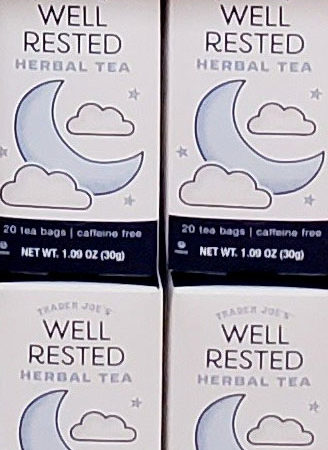 WELL
RESTED
HERBAL TEA
20 tea bags | caffeine free
NET WT. 1.09 OZ (30g)
WELL
RESTED
HERBAL TEA
20 tea bags | caffeine free
NET WT. 1.09 OZ (30g)
TRADER JOE'S
WELL
RESTED
HERBAL TEA
TRADER JOE'S
WELL
RESTED
HERBAL TEA